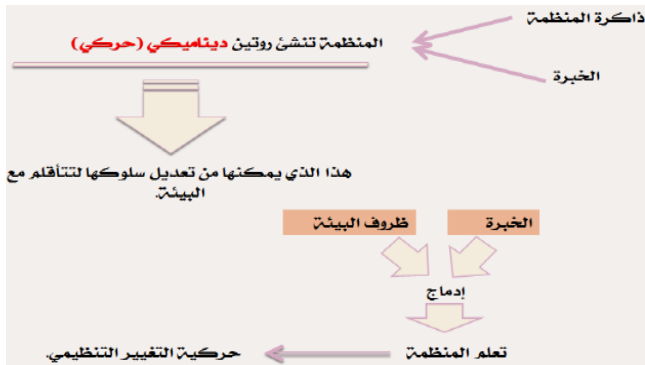 ذاكرة المنظمة
المنظمة تنشئ روتين ديناميكي (حركي)
الخبرة
هذا الذي يمكنها من تعديل سلوكها لتتأقلم مع
البيئة.
الخبرة
ظروف البيئة
إدماج
تعلم المنظمة
حركية التغيير التنظيمي.